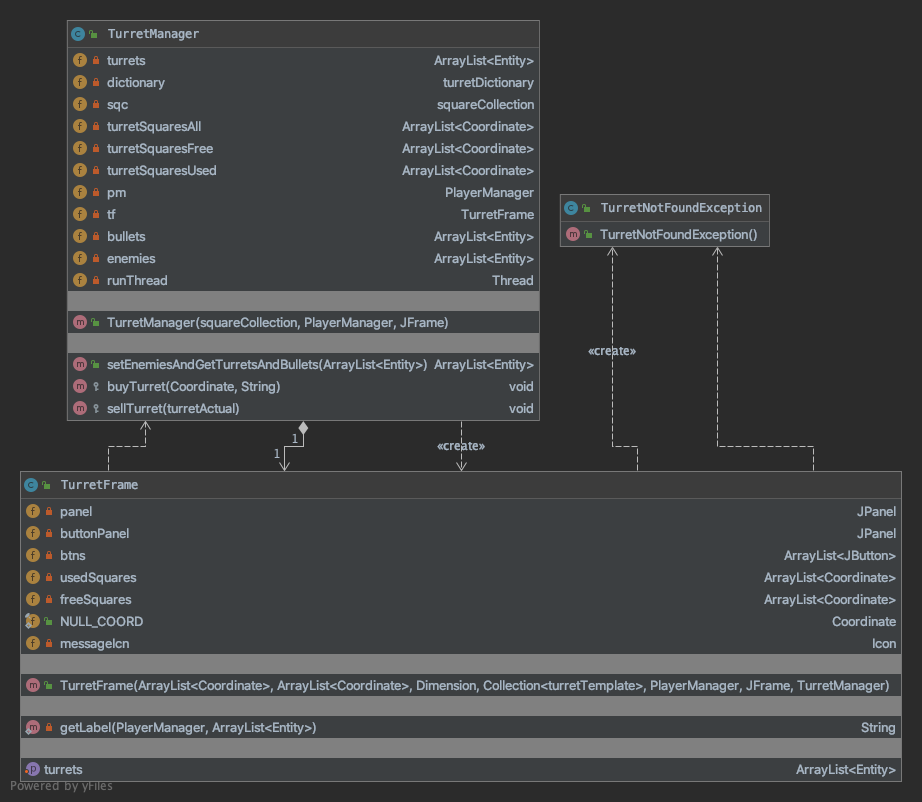 TurretManager
turrets ArrayList<Entity>
dictionary turretDictionary
sqc squareCollection
turretSquaresAll ArrayList<Coordinate>
turretSquaresFree ArrayList<Coordinate>
turretSquaresUsed ArrayList<Coordinate>
pm PlayerManager
tf TurretFrame
bullets ArrayList<Entity>
enemies ArrayList<Entity>
runThread Thread
TurretManager(squareCollection, PlayerManager, JFrame)
setEnemiesAndGetTurretsAndBullets(ArrayList<Entity>) ArrayList<Entity>
buyTurret(Coordinate, String) void
sellTurret(turretActual) void
TurretNotFoundException
TurretNotFoundException()
«create»
1
1
«create»
TurretFrame
panel JPanel
buttonPanel JPanel
btns ArrayList<JButton>
usedSquares ArrayList<Coordinate>
freeSquares ArrayList<Coordinate>
NULL_COORD Coordinate
messageIcn Icon
TurretFrame(ArrayList<Coordinate>, ArrayList<Coordinate>, Dimension, Collection<turretTemplate>, PlayerManager, JFrame, TurretManager)
getLabel(PlayerManager, ArrayList<Entity>) String
turrets ArrayList<Entity>
Powered by yFiles